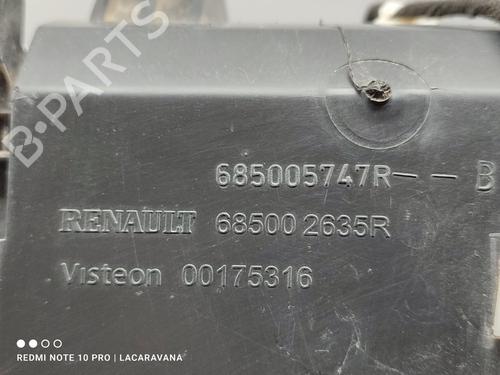 B-PARTS
685005747R-- B
RENAULT 68500 2635R
Visteon 00175316
REDMI NOTE 10 PRO | LACARAVANA